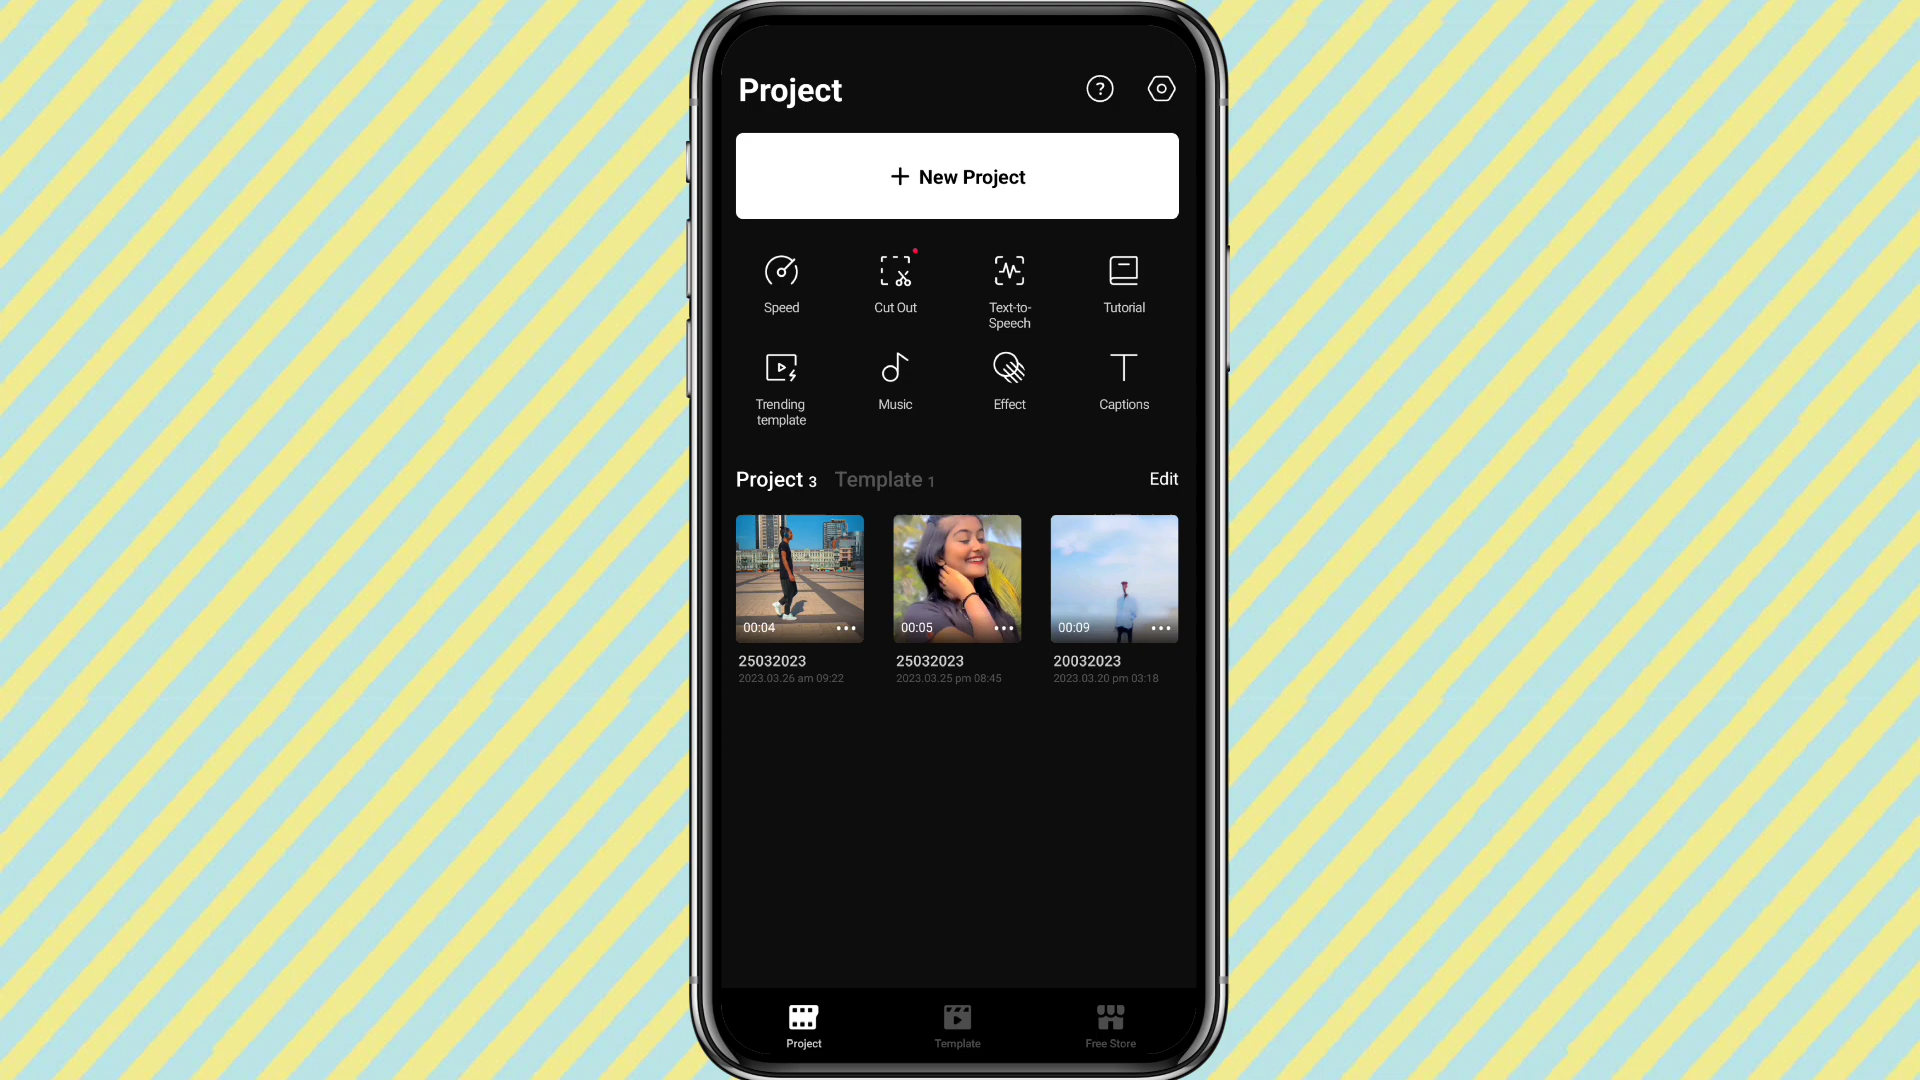 Project
?
New Project
Speed
Cut Out
Text-to-
Speech
Tutorial
Trending
template
Music
Effect
Captions
Project 3
Template 1
Edit
00:04
00:05
00:09
25032023
25032023
20032023
2023.03.26 am 09:22
2023.03.25 pm 08:45
2023.03.20 pm 03:18
Project
Template
Free Store